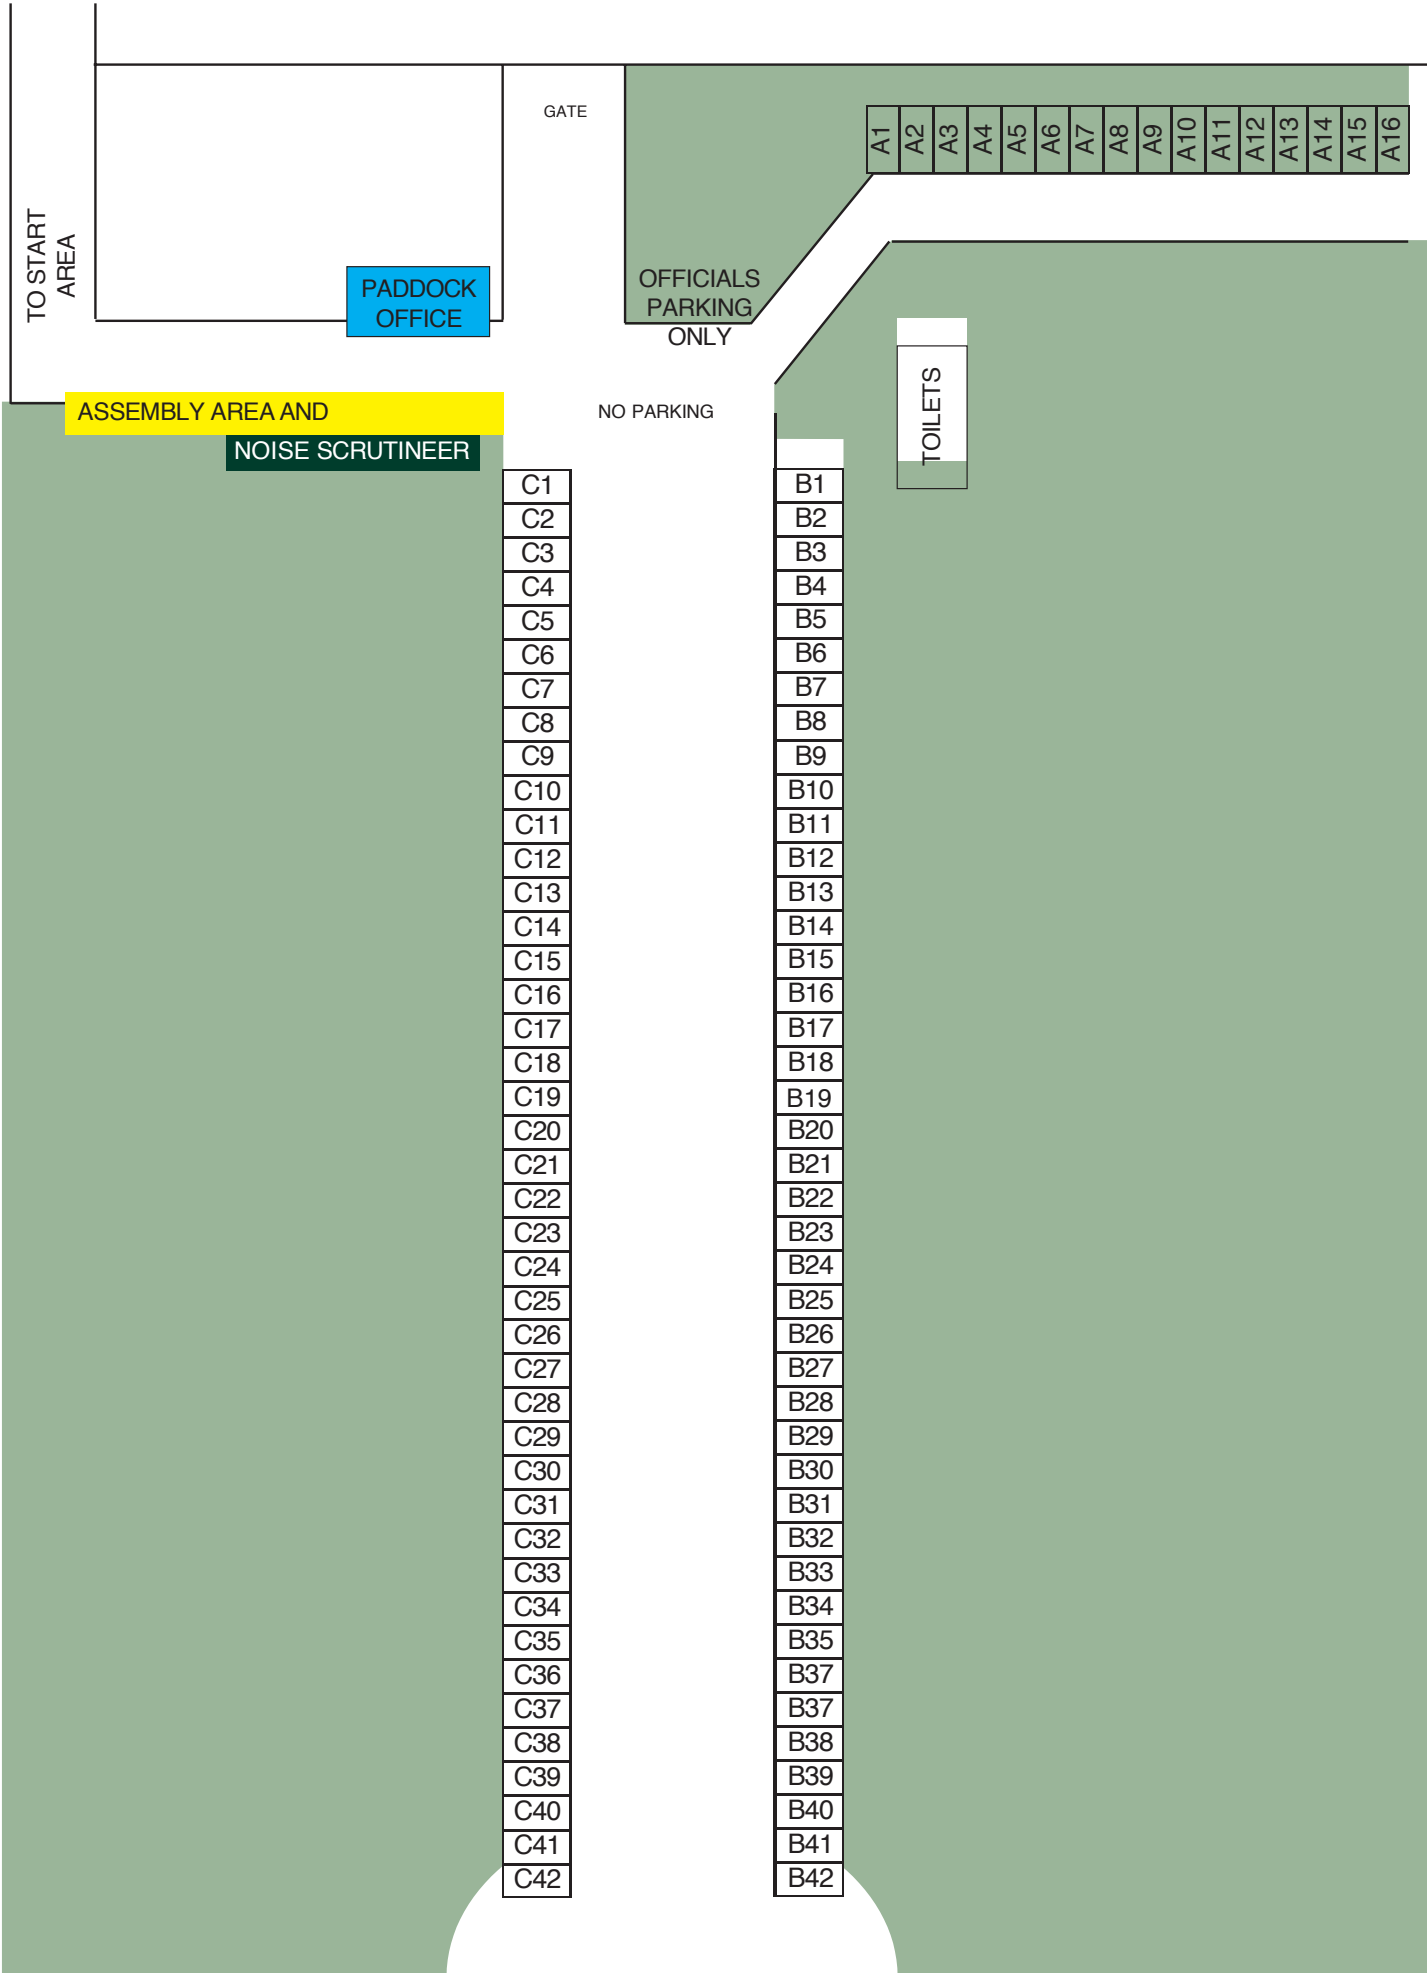 GATE
A1
A2
A3
A4
A5
A6
A7
A8
A9
A10
A11
A12
A13
A14
A15
A16
TO START
AREA
PADDOCK
OFFICE
OFFICIALS
PARKING
ONLY
TOILETS
ASSEMBLY AREA AND
NOISE SCRUTINEER
NO PARKING
C1
C2
C3
C4
C5
C6
C7
C8
C9
C10
C11
C12
C13
C14
C15
C16
C17
C18
C19
C20
C21
C22
C23
C24
C25
C26
C27
C28
C29
C30
C31
C32
C33
C34
C35
C36
C37
C38
C39
C40
C41
C42
B1
B2
B3
B4
B5
B6
B7
B8
B9
B10
B11
B12
B13
B14
B15
B16
B17
B18
B19
B20
B21
B22
B23
B24
B25
B26
B27
B28
B29
B30
B31
B32
B33
B34
B35
B37
B37
B38
B39
B40
B41
B42